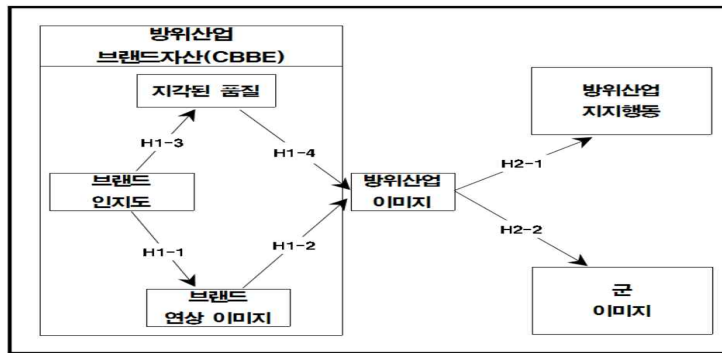 방위산업
브랜드자산(CBBE)
지각된 품질
방위산업
지지행동
H1-3
H1-4
H2-1
브랜드
인지도
방위산업
이미지
H2-2
H1-1
H1-2
브랜드
연상 이미지
군
이미지